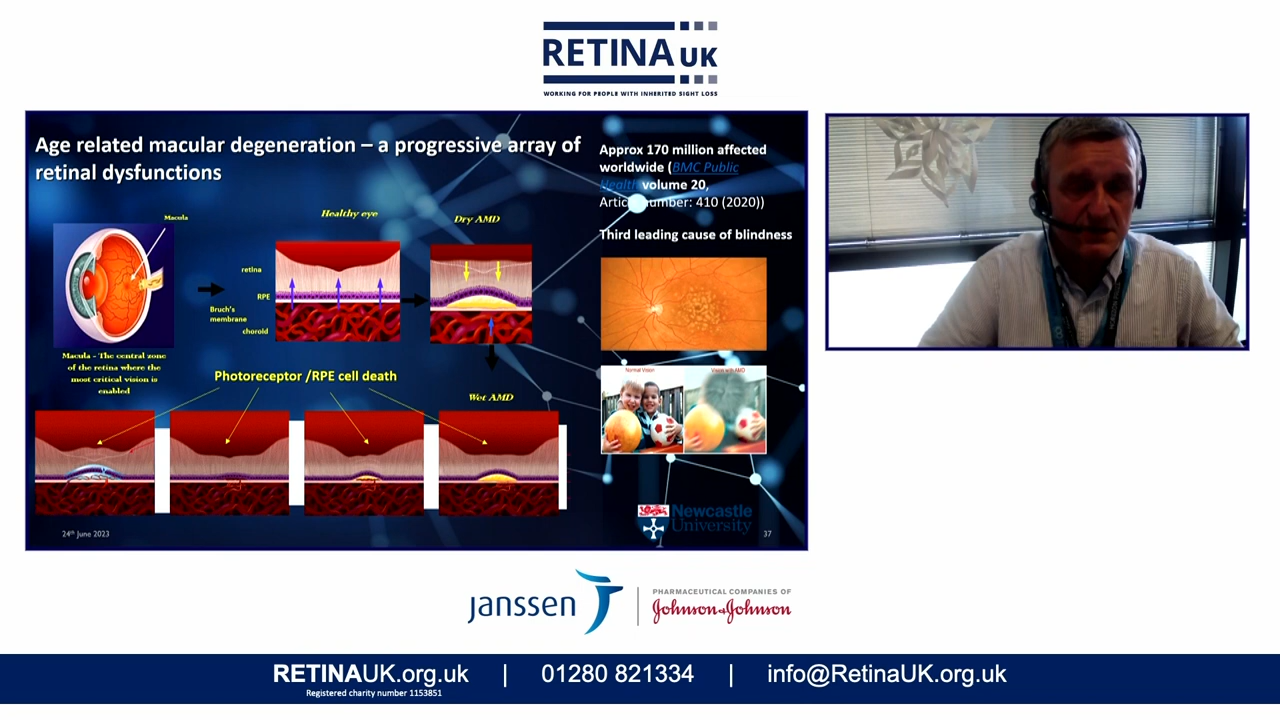 RETINA UK
WORKING FOR PEOPLE WITH INHERITED SIGHT LOSS
Age related macular degeneration – a progressive array of
retinal dysfunctions
Approx 170 million affected
worldwide (BMC Public
Health volume 20,
Article number: 410 (2020))
Third leading cause of blindness
Macula
Healthy eye
Dry AMD
retina
RPE
Bruch's
membrane
choroid
Macula - The central zone
of the retina where the
most critical vision is
enabled
Photoreceptor /RPE cell death
Wet AMD
Normal Vision
Vision with AMD
Newcastle
University
24th June 2023
37
janssen
PHARMACEUTICAL COMPANIES OF
Johnson & Johnson
RETINAUK.org.uk | 01280 821334 | info@RetinaUK.org.uk
Registered charity number 1153851